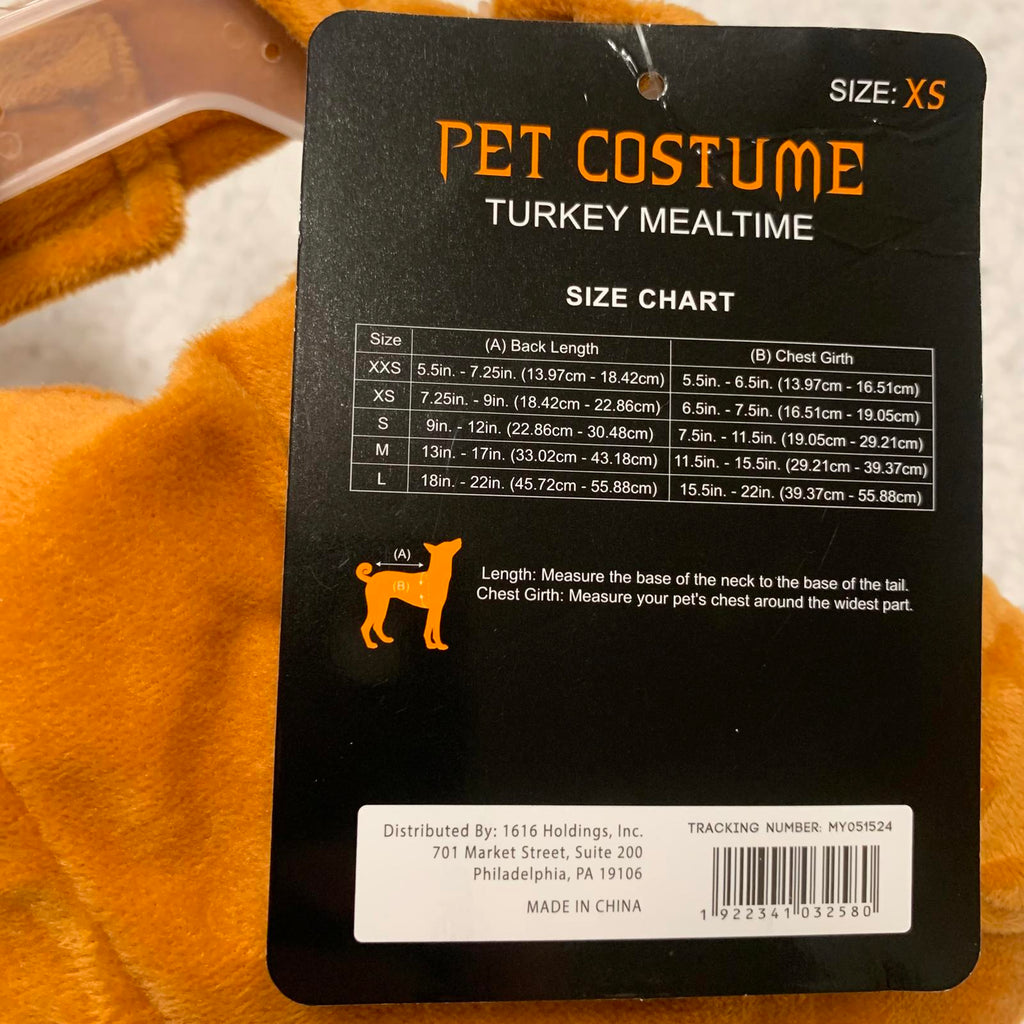 SIZE: XS
PET COSTUME
TURKEY MEALTIME
SIZE CHART
Size (A) Back Length (B) Chest Girth
XXS 5.5in. - 7.25in. (13.97cm - 18.42cm) 5.5in. - 6.5in. (13.97cm - 16.51cm)
XS 7.25in. - 9in. (18.42cm - 22.86cm) 6.5in. - 7.5in. (16.51cm - 19.05cm)
S 9in. - 12in. (22.86cm - 30.48cm) 7.5in. - 11.5in. (19.05cm - 29.21cm)
M 13in. - 17in. (33.02cm - 43.18cm) 11.5in. - 15.5in. (29.21cm - 39.37cm)
L 18in. - 22in. (45.72cm - 55.88cm) 15.5in. - 22in. (39.37cm - 55.88cm)
(A)
(B)
Length: Measure the base of the neck to the base of the tail.
Chest Girth: Measure your pet's chest around the widest part.
Distributed By: 1616 Holdings, Inc.
701 Market Street, Suite 200
Philadelphia, PA 19106
MADE IN CHINA
TRACKING NUMBER: MY051524
1 922341 032580